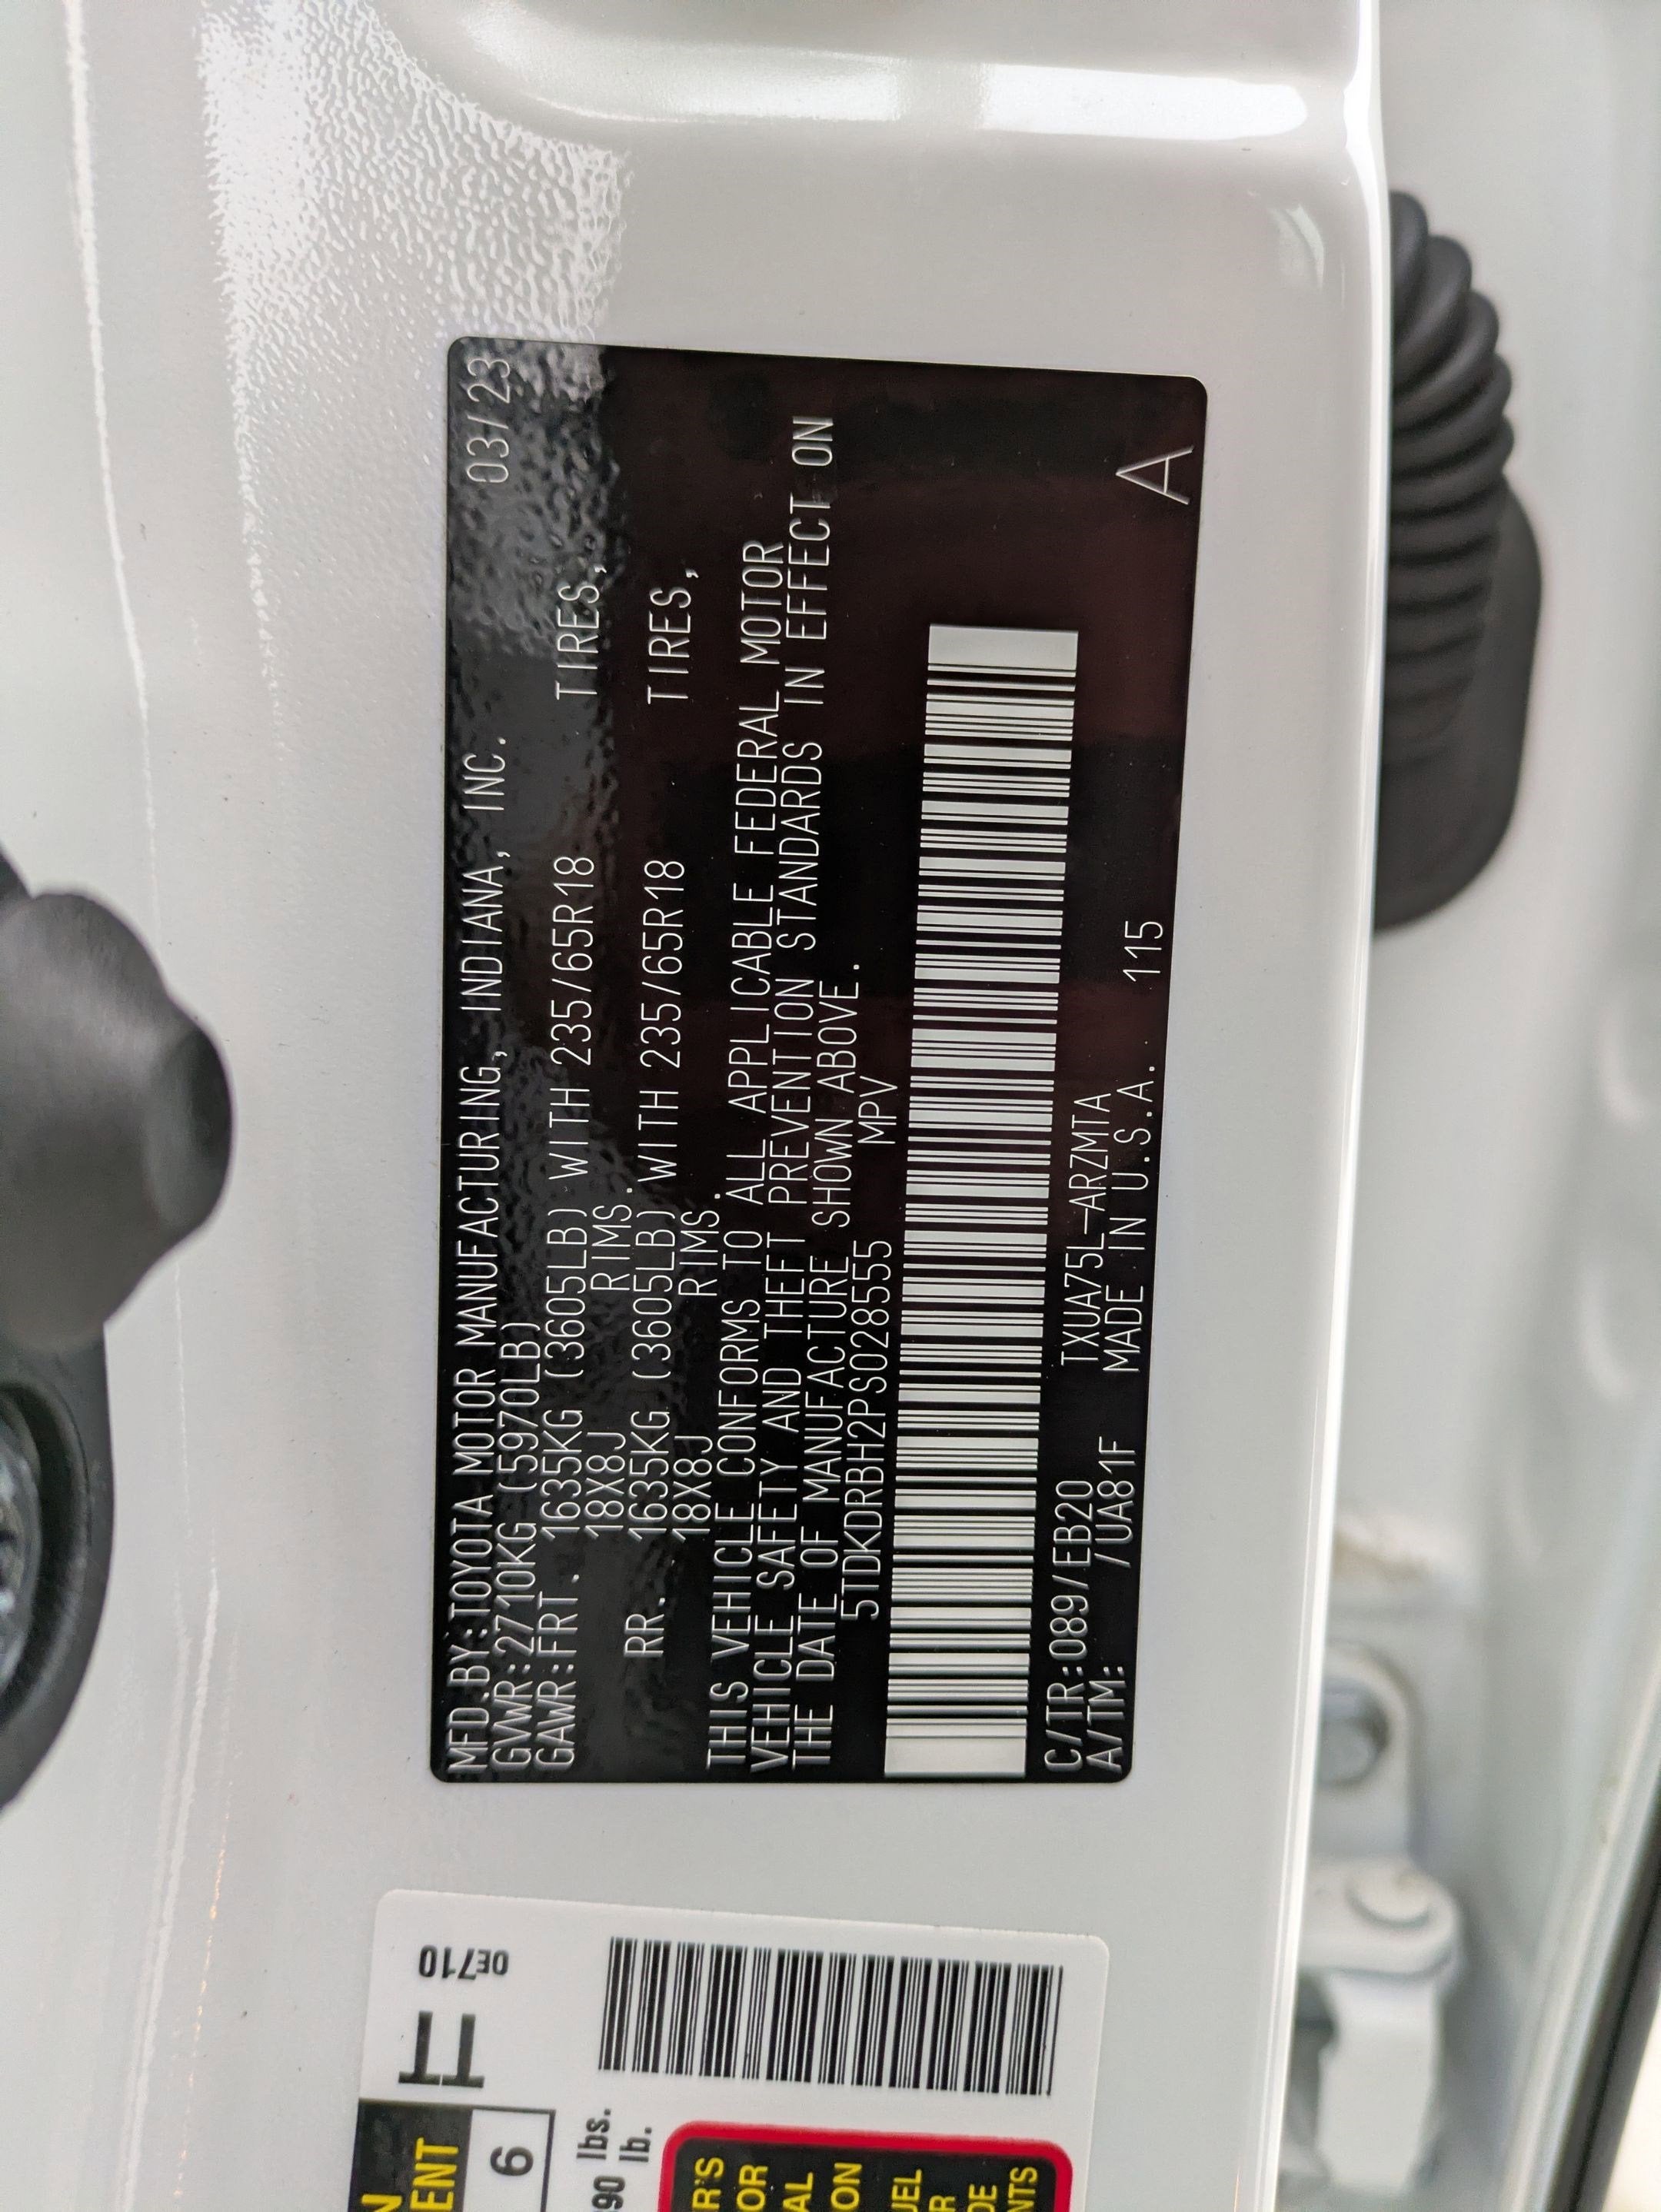 MFD.BY:TOYOTA MOTOR MANUFACTURING, INDIANA, INC. 03/23
GVWR:2710KG (5970LB)
GAWR:FRT. 1635KG (3605LB) WITH 235/65R18 TIRES,
18X8J RIMS.
RR. 1635KG (3605LB) WITH 235/65R18 TIRES,
18X8J RIMS.
THIS VEHICLE CONFORMS TO ALL APPLICABLE FEDERAL MOTOR
VEHICLE SAFETY AND THEFT PREVENTION STANDARDS IN EFFECT ON
THE DATE OF MANUFACTURE SHOWN ABOVE.
5TDKDRBH2PS028555 MPV
C/TR:089/EB20 TXUA75L-ARZMTA
A/TM: /UA81F MADE IN U.S.A. 115
A
0E710
6
90 lbs.
lb.